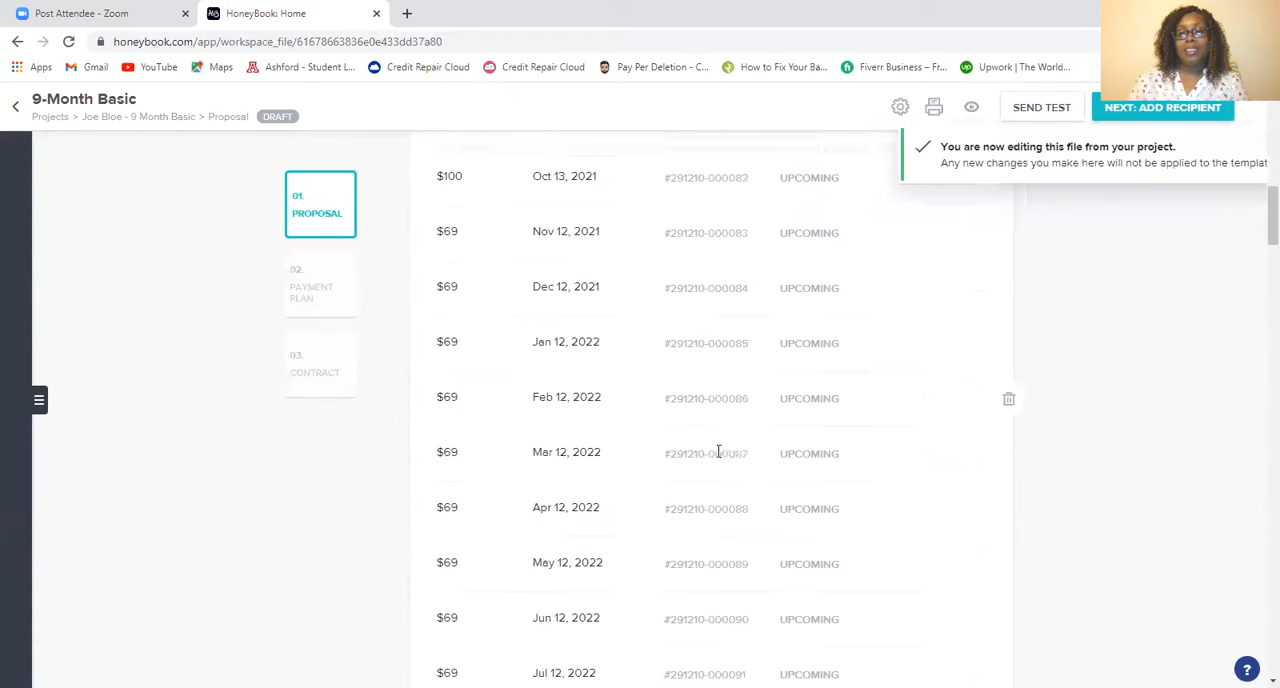 Post Attendee - Zoom
HoneyBook: Home
honeybook.com/app/workspace_file/61678663836e0e433dd37a80
Apps
Gmail
YouTube
Maps
Ashford - Student L...
Credit Repair Cloud
Credit Repair Cloud
Pay Per Deletion - C...
How to Fix Your Ba...
Fiverr Business – Fr...
Upwork | The World...
9-Month Basic
Projects > Joe Bloe - 9 Month Basic > Proposal
DRAFT
SEND TEST
NEXT: ADD RECIPIENT
You are now editing this file from your project.
Any new changes you make here will not be applied to the templat
01.
PROPOSAL
02.
PAYMENT
PLAN
03.
CONTRACT
$100 Oct 13, 2021 #291210-000082 UPCOMING
$69 Nov 12, 2021 #291210-000083 UPCOMING
$69 Dec 12, 2021 #291210-000084 UPCOMING
$69 Jan 12, 2022 #291210-000085 UPCOMING
$69 Feb 12, 2022 #291210-000086 UPCOMING
$69 Mar 12, 2022 #291210-000087 UPCOMING
$69 Apr 12, 2022 #291210-000088 UPCOMING
$69 May 12, 2022 #291210-000089 UPCOMING
$69 Jun 12, 2022 #291210-000090 UPCOMING
$69 Jul 12, 2022 #291210-000091 UPCOMING
?